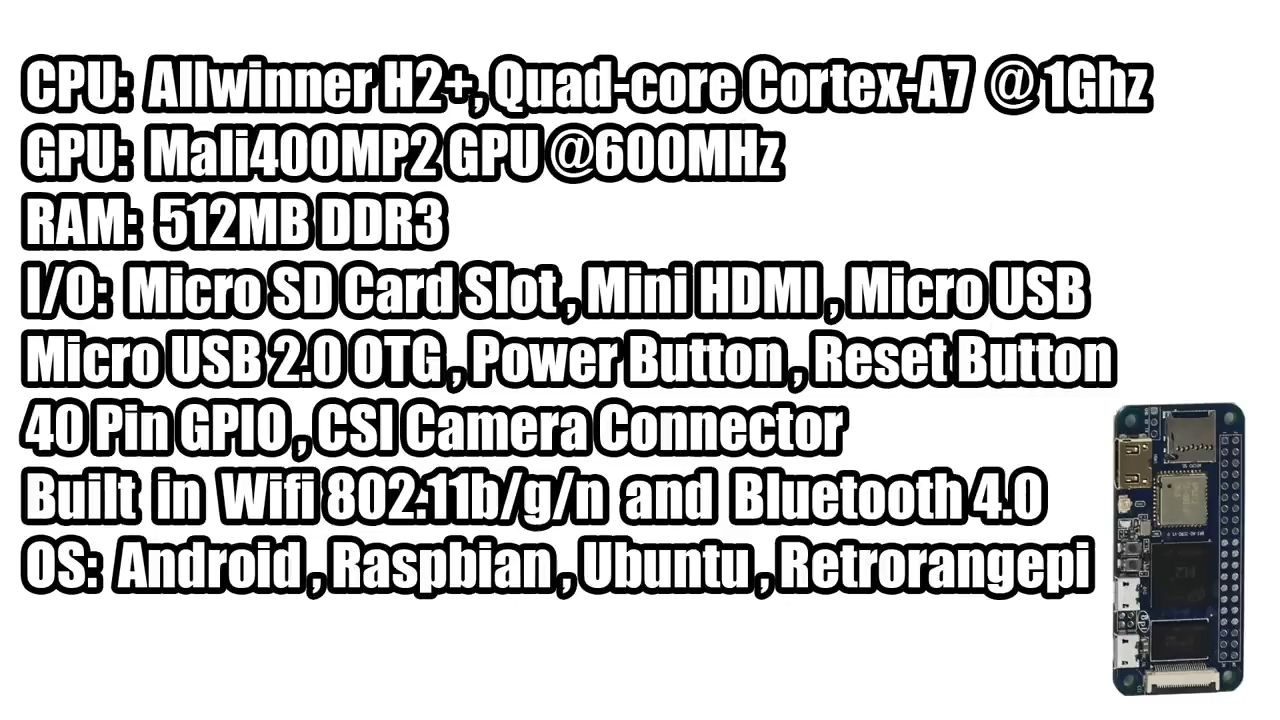 CPU: Allwinner H2+, Quad-core Cortex-A7 @ 1Ghz
GPU: Mali400MP2 GPU @600MHz
RAM: 512MB DDR3
I/O: Micro SD Card Slot , Mini HDMI , Micro USB
Micro USB 2.0 OTG , Power Button , Reset Button
40 Pin GPIO , CSI Camera Connector
Built in Wifi 802.11b/g/n and Bluetooth 4.0
OS: Android , Raspbian , Ubuntu , Retrorangepi